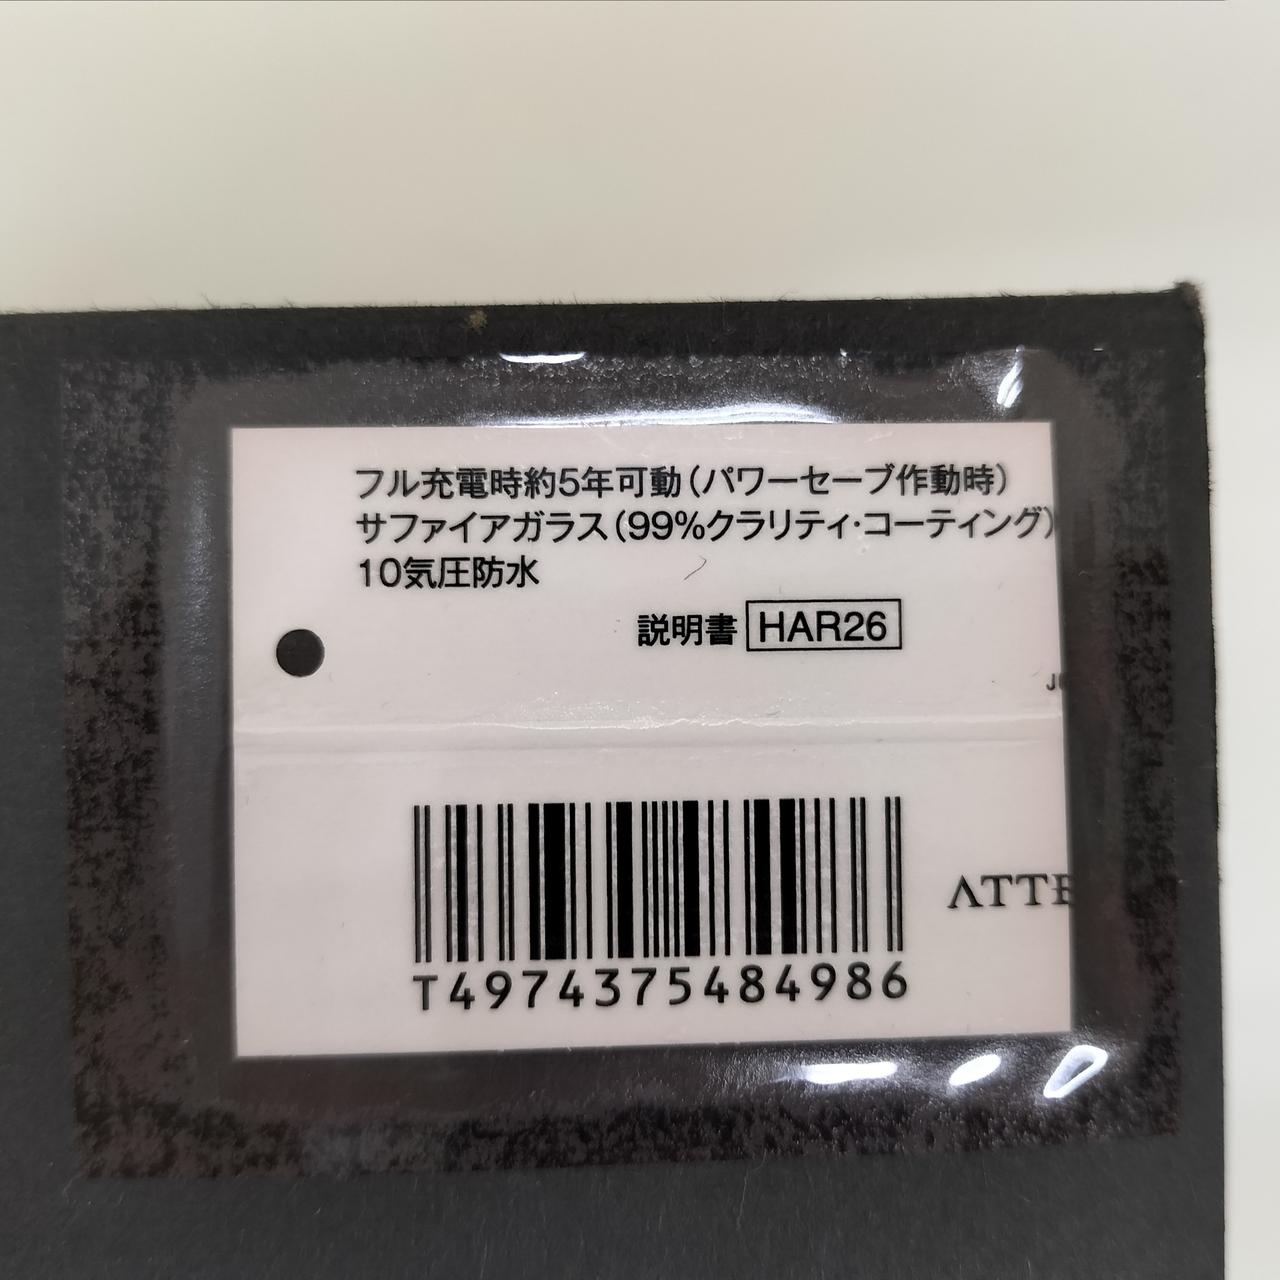 フル充電時約5年可動(パワーセーブ作動時)
サファイアガラス(99%クラリティ・コーティング)
10気圧防水
説明書 HAR26
T4974375484986
ATTE